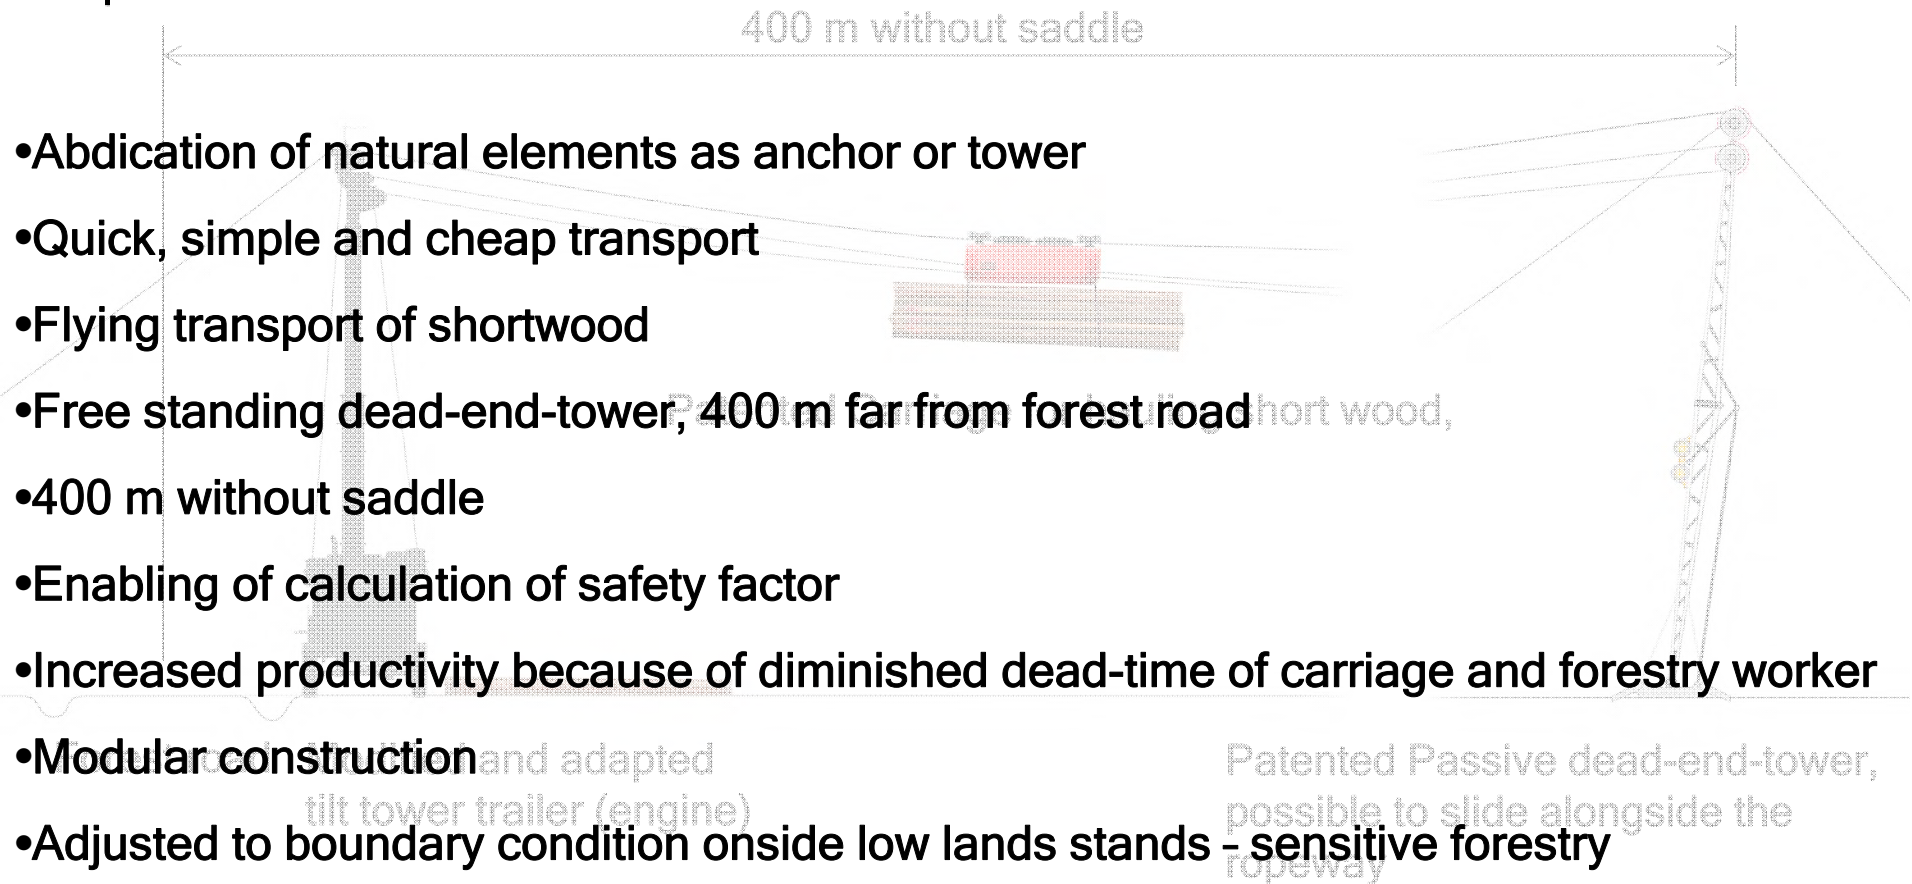 400 m without saddle
•Abdication of natural elements as anchor or tower
•Quick, simple and cheap transport
•Flying transport of shortwood
•Free standing dead-end-tower, 400 m far from forest road
Patented short wood,
•400 m without saddle
•Enabling of calculation of safety factor
•Increased productivity because of diminished dead-time of carriage and forestry worker
•Modular construction
and adapted
tilt tower trailer (engine)
Patented Passive dead-end-tower,
possible to slide alongside the
ropeway
•Adjusted to boundary condition onside low lands stands - sensitive forestry